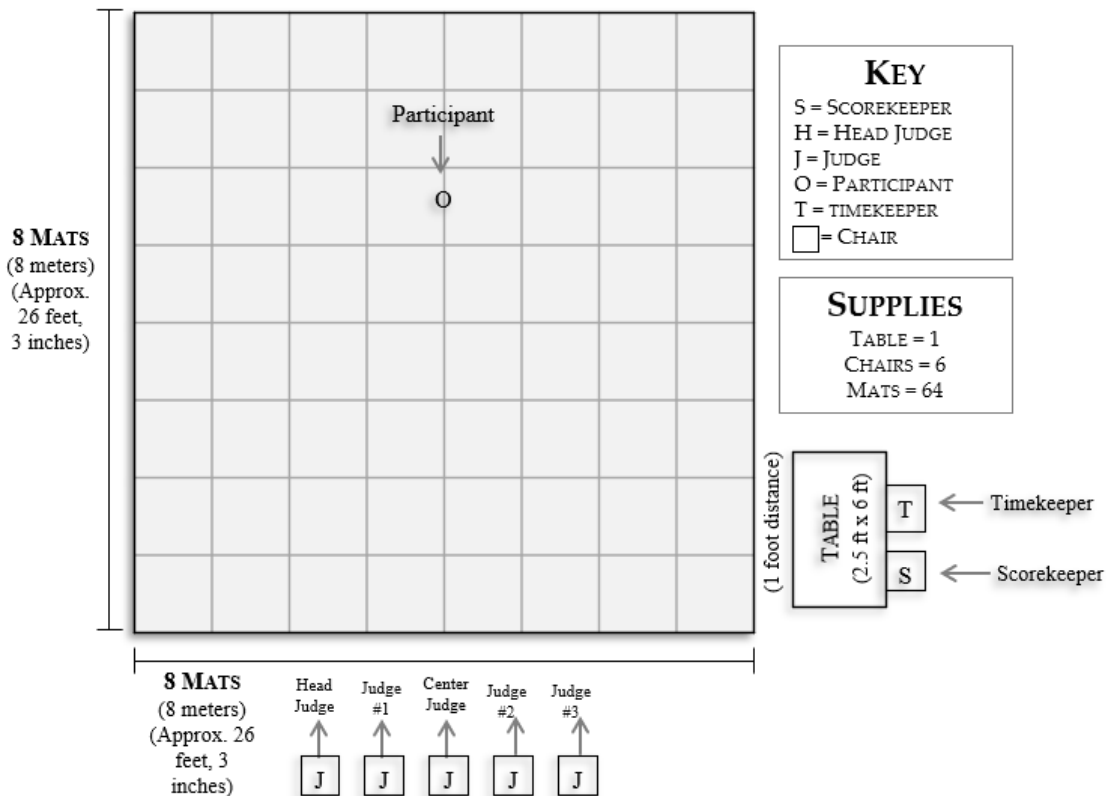 Participant
O
8 MATS
(8 meters)
(Approx.
26 feet,
3 inches)
KEY
S = SCOREKEEPER
H = HEAD JUDGE
J = JUDGE
O = PARTICIPANT
T = TIMEKEEPER
= CHAIR
SUPPLIES
TABLE = 1
CHAIRS = 6
MATS = 64
(1 foot distance)
TABLE
(2.5 ft x 6 ft)
T
Timekeeper
S
Scorekeeper
8 MATS
(8 meters)
(Approx. 26
feet, 3
inches)
Head
Judge
Judge
#1
Center
Judge
Judge
#2
Judge
#3
J J J J J